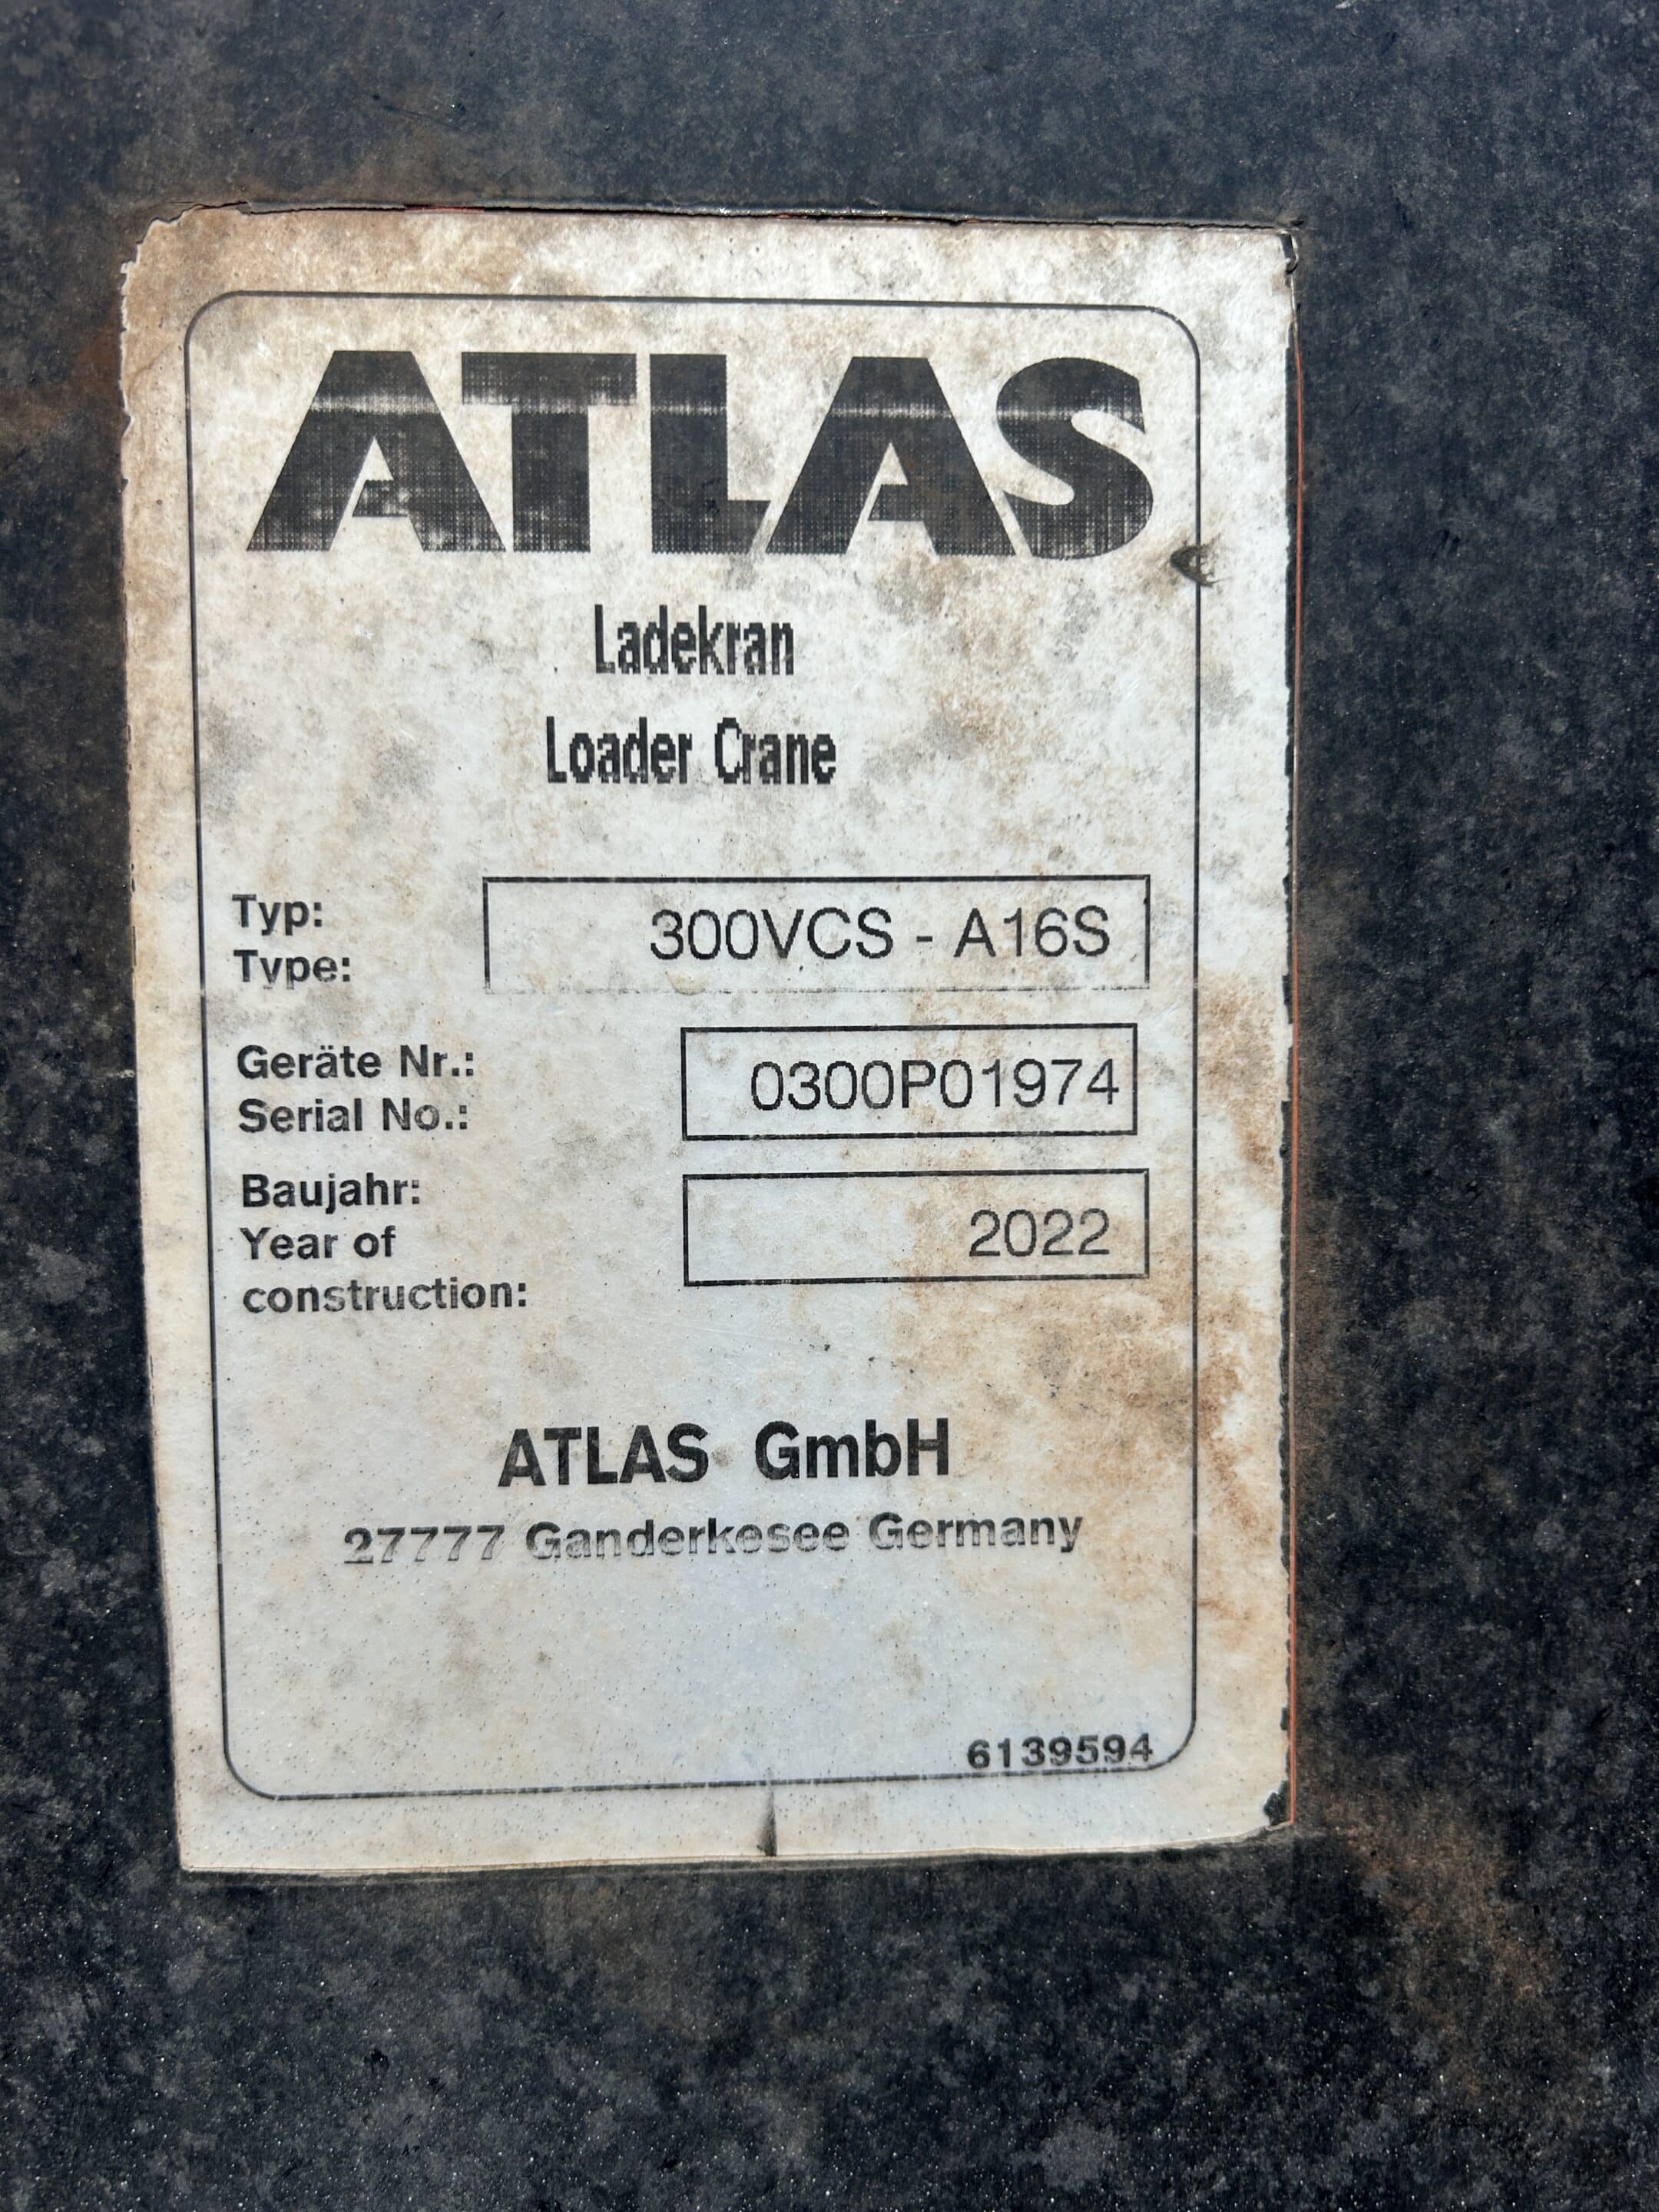 ATLAS
Ladekran
Loader Crane
Typ:
Type:
300VCS - A16S
Geräte Nr.:
Serial No.:
0300P01974
Baujahr:
Year of
construction:
2022
ATLAS GmbH
27777 Ganderkesee Germany
6139594